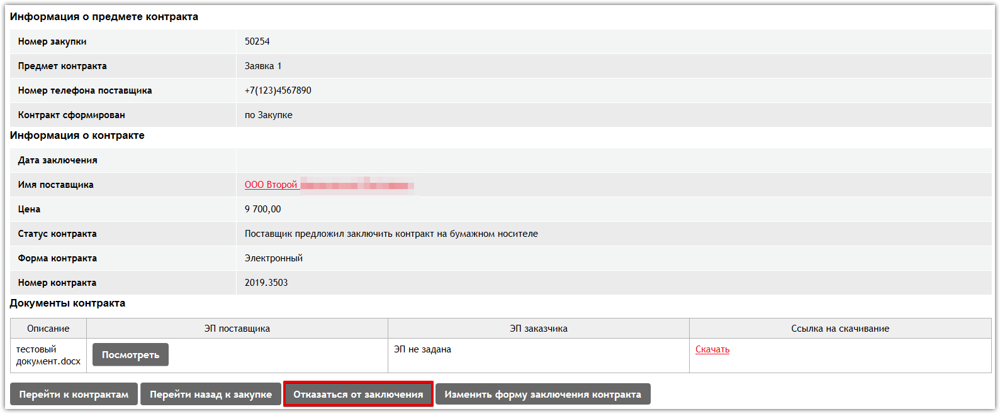 Информация о предмете контракта
Номер закупки 50254
Предмет контракта Заявка 1
Номер телефона поставщика +7(123)4567890
Контракт сформирован по Закупке
Информация о контракте
Дата заключения
Имя поставщика ООО Второй
Цена 9 700,00
Статус контракта Поставщик предложил заключить контракт на бумажном носителе
Форма контракта Электронный
Номер контракта 2019.3503
Документы контракта
Описание ЭП поставщика ЭП заказчика Ссылка на скачивание
тестовый Посмотреть ЭП не задана Скачать
документ.docx
Перейти к контрактам Перейти назад к закупке Отказаться от заключения Изменить форму заключения контракта